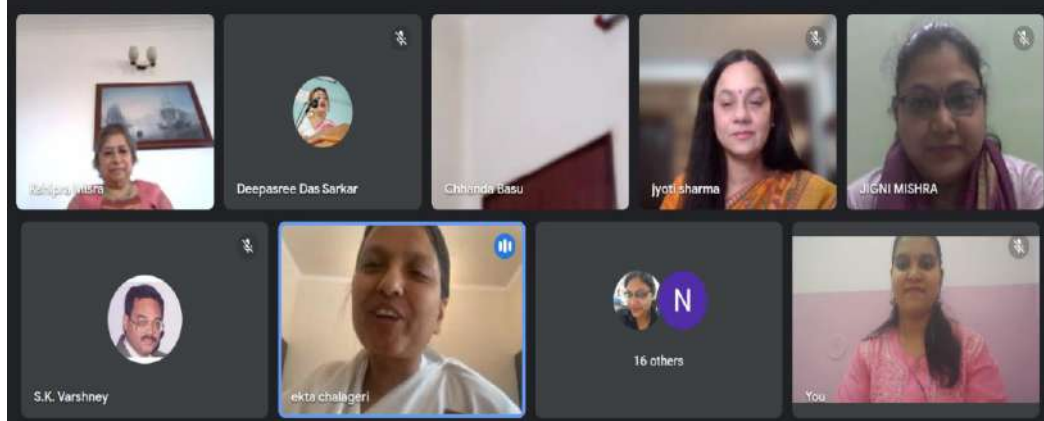 Deepasree Das Sarkar
Chhanda Basu
jyoti sharma
JIGNI MISHRA
S.K. Varshney
ekta chalageri
N
16 others
You